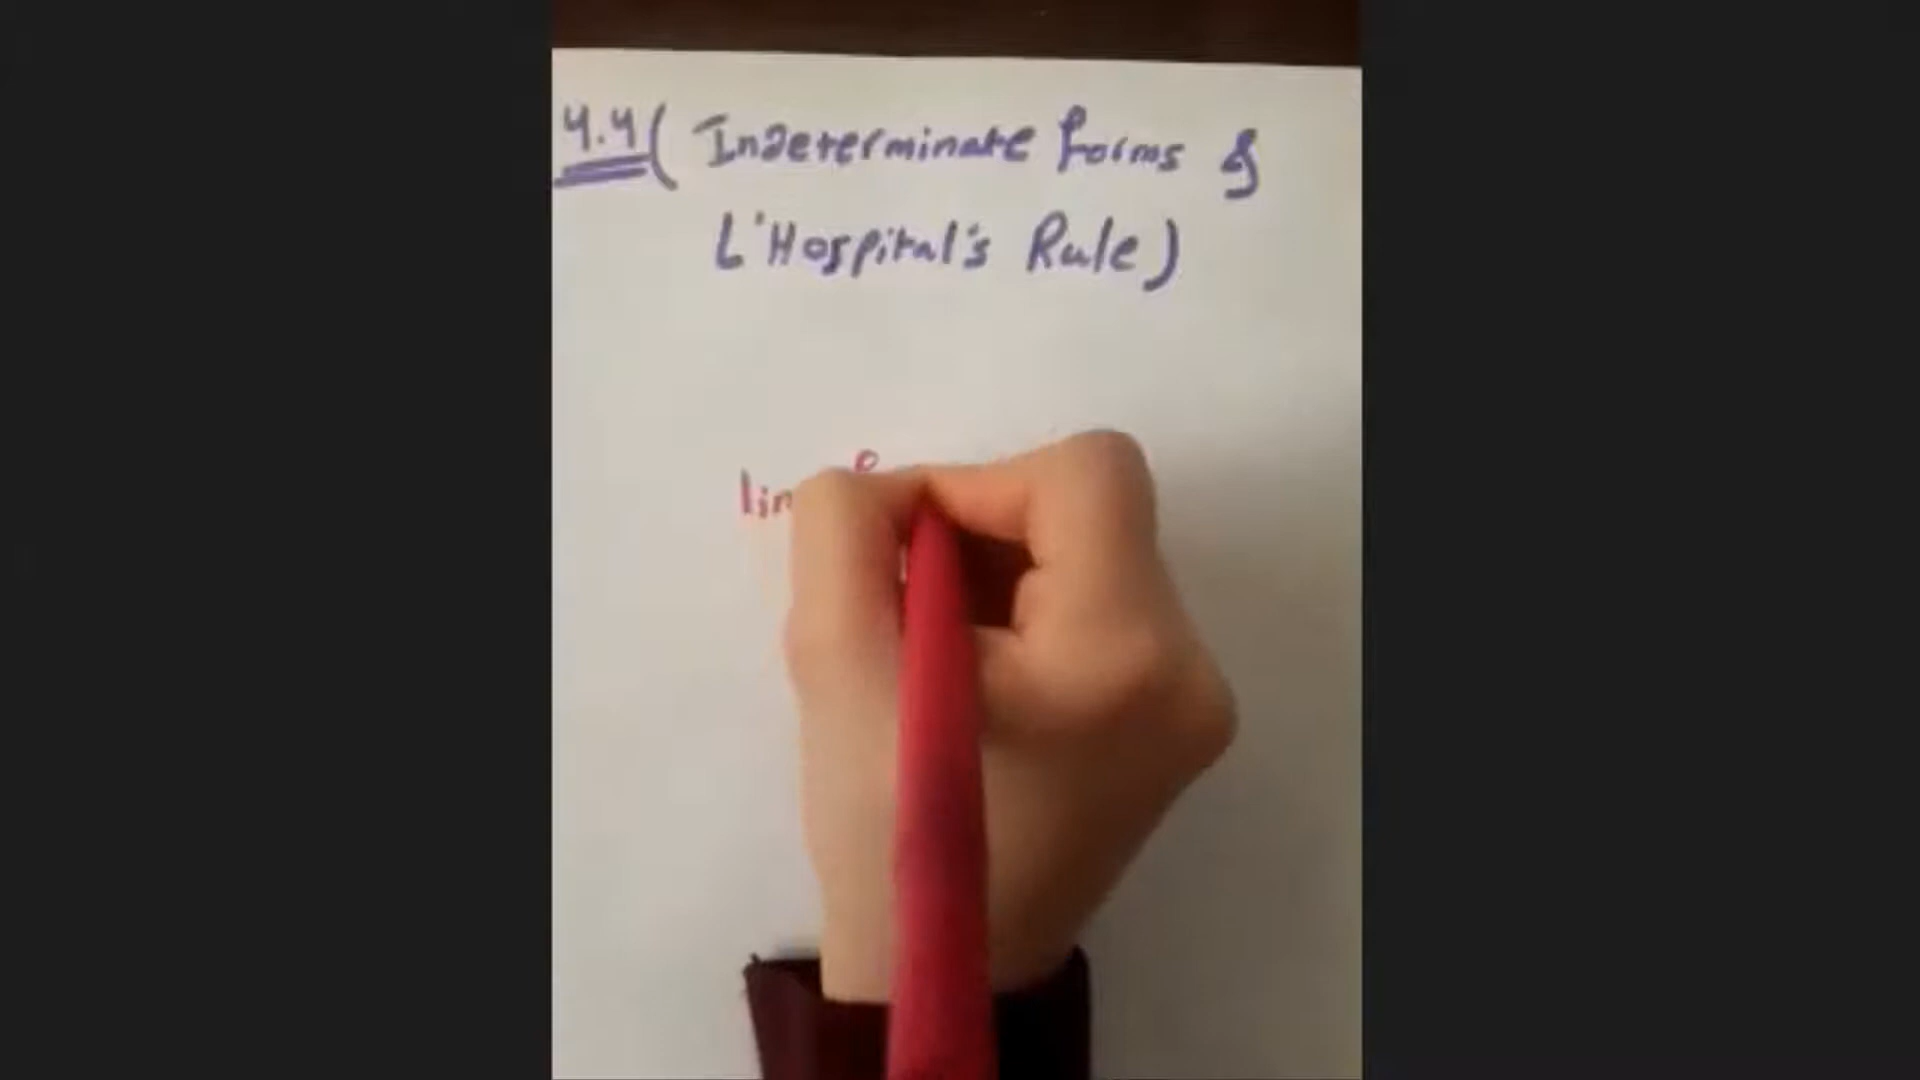 4.4 ( Indeterminate forms &
L'Hospital's Rule)